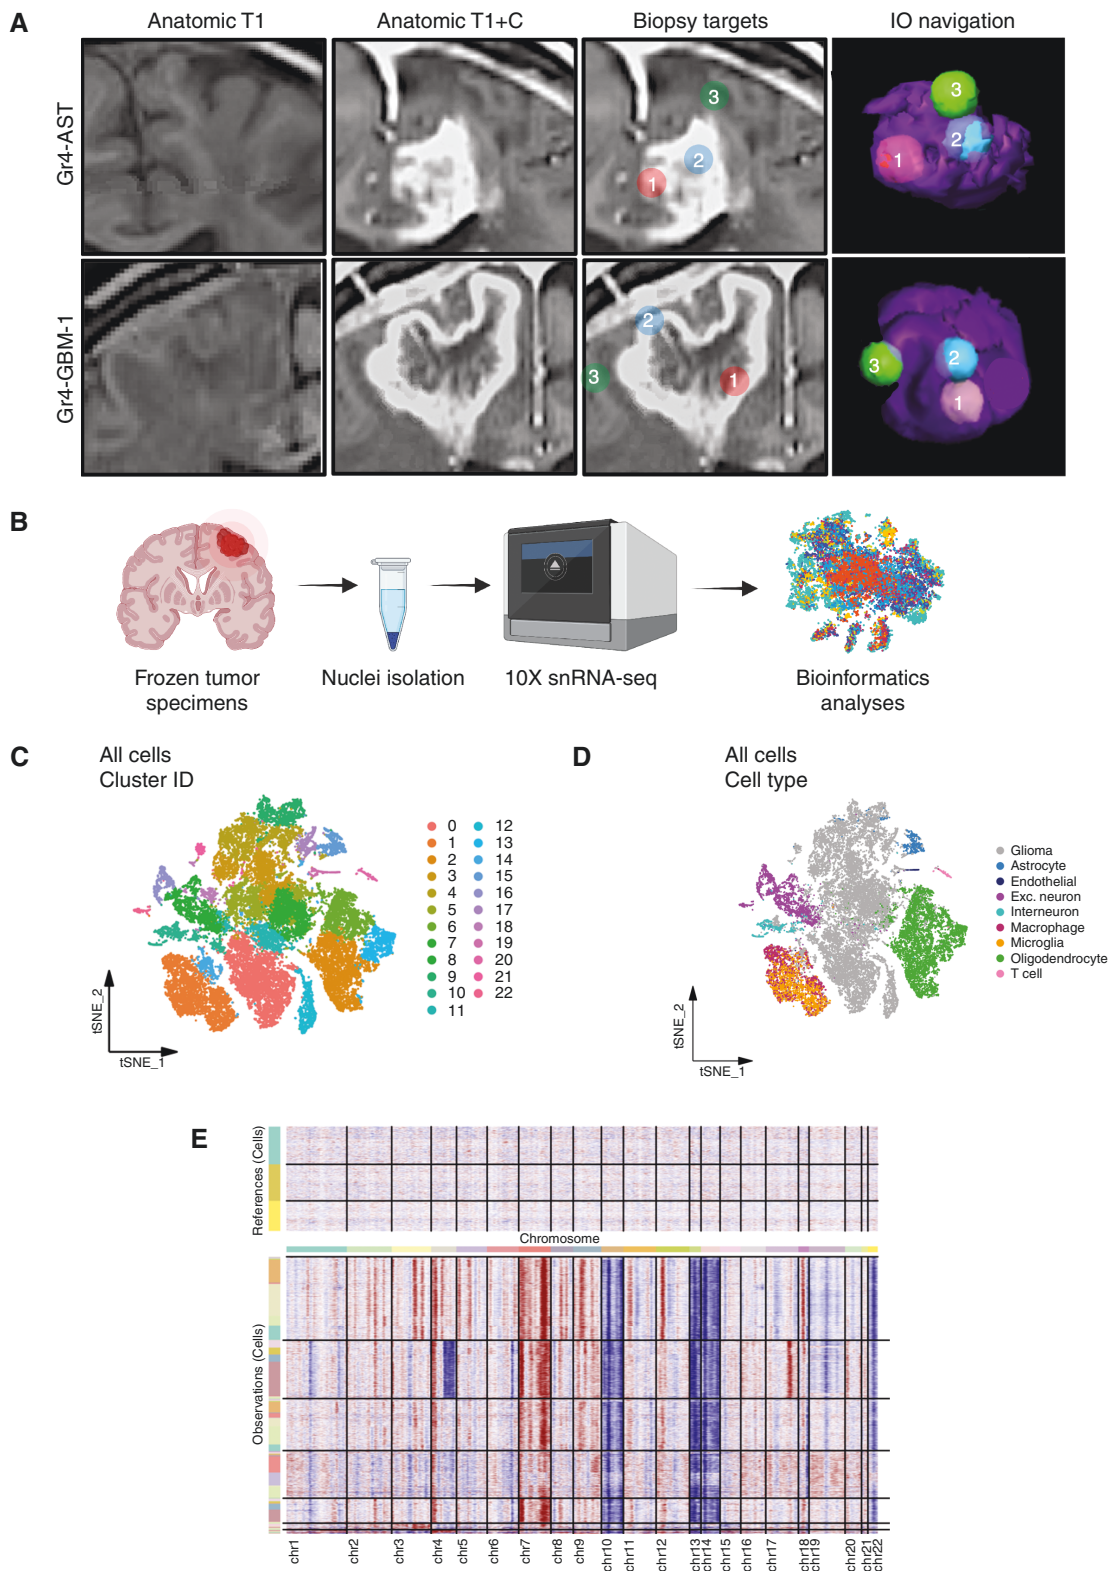 A
Anatomic T1
Anatomic T1+C
Biopsy targets
IO navigation
Gr4-AST
3
2
1
3
2
1
Gr4-GBM-1
2
3
1
3
2
1
B
Frozen tumor
specimens
Nuclei isolation
10X snRNA-seq
Bioinformatics
analyses
C
All cells
Cluster ID
tSNE_2
tSNE_1
0
1
2
3
4
5
6
7
8
9
10
11
12
13
14
15
16
17
18
19
20
21
22
D
All cells
Cell type
tSNE_2
tSNE_1
Glioma
Astrocyte
Endothelial
Exc. neuron
Interneuron
Macrophage
Microglia
Oligodendrocyte
T cell
E
References (Cells)
Chromosome
Observations (Cells)
chr1
chr2
chr3
chr4
chr5
chr6
chr7
chr8
chr9
chr10
chr11
chr12
chr13
chr14
chr15
chr16
chr17
chr18
chr19
chr20
chr21
chr22